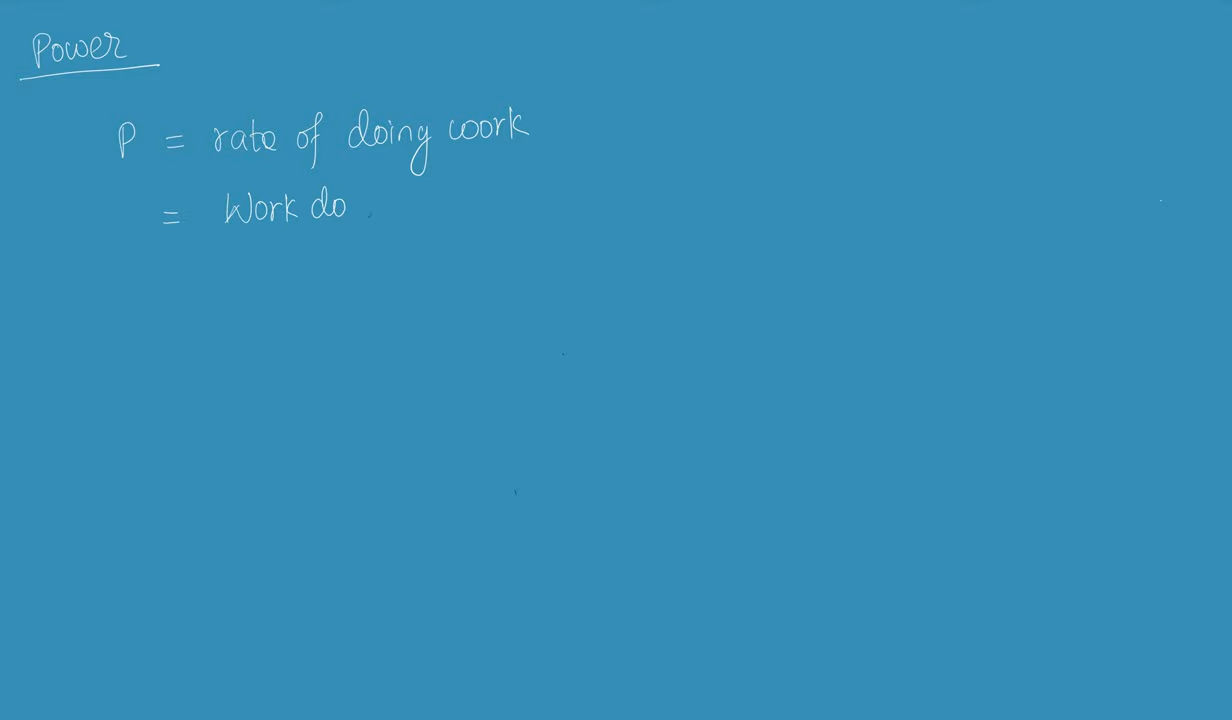 Power
P = rate of doing work
= Work do